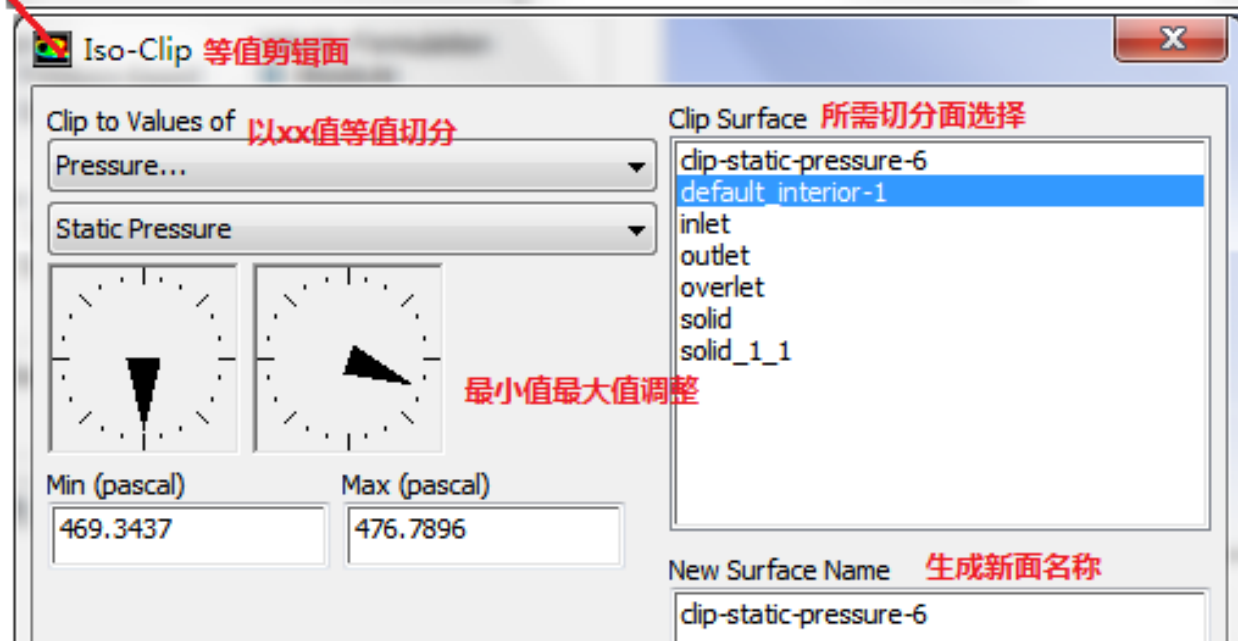 Iso-Clip 等值剪辑面
Clip to Values of 以xx值等值切分
Pressure...
Static Pressure
最小值最大值调整
Min (pascal) Max (pascal)
469.3437 476.7896
Clip Surface 所需切分面选择
clip-static-pressure-6
default_interior-1
inlet
outlet
overlet
solid
solid_1_1
New Surface Name 生成新面名称
clip-static-pressure-6